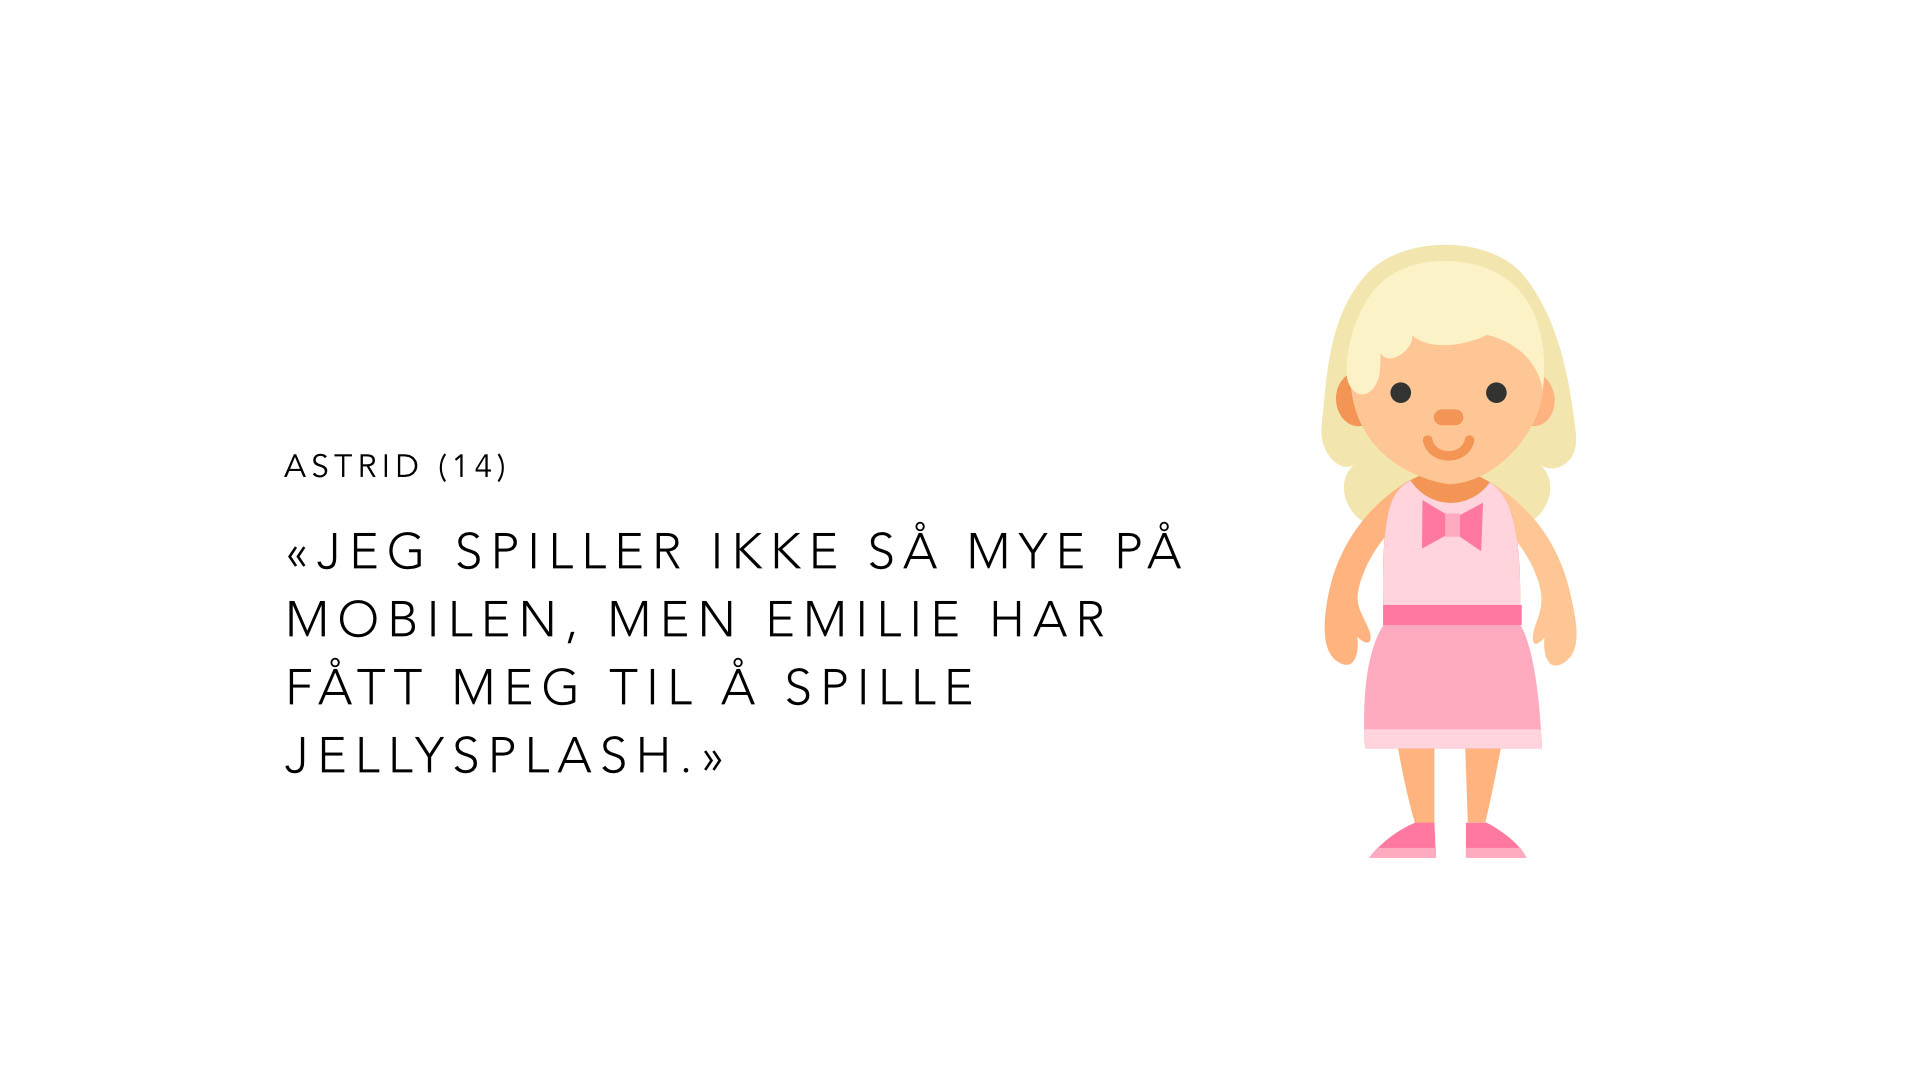 ASTRID (14)
«JEG SPILLER IKKE SÅ MYE PÅ
MOBILEN, MEN EMILIE HAR
FÅTT MEG TIL Å SPILLE
JELLYSPLASH.»